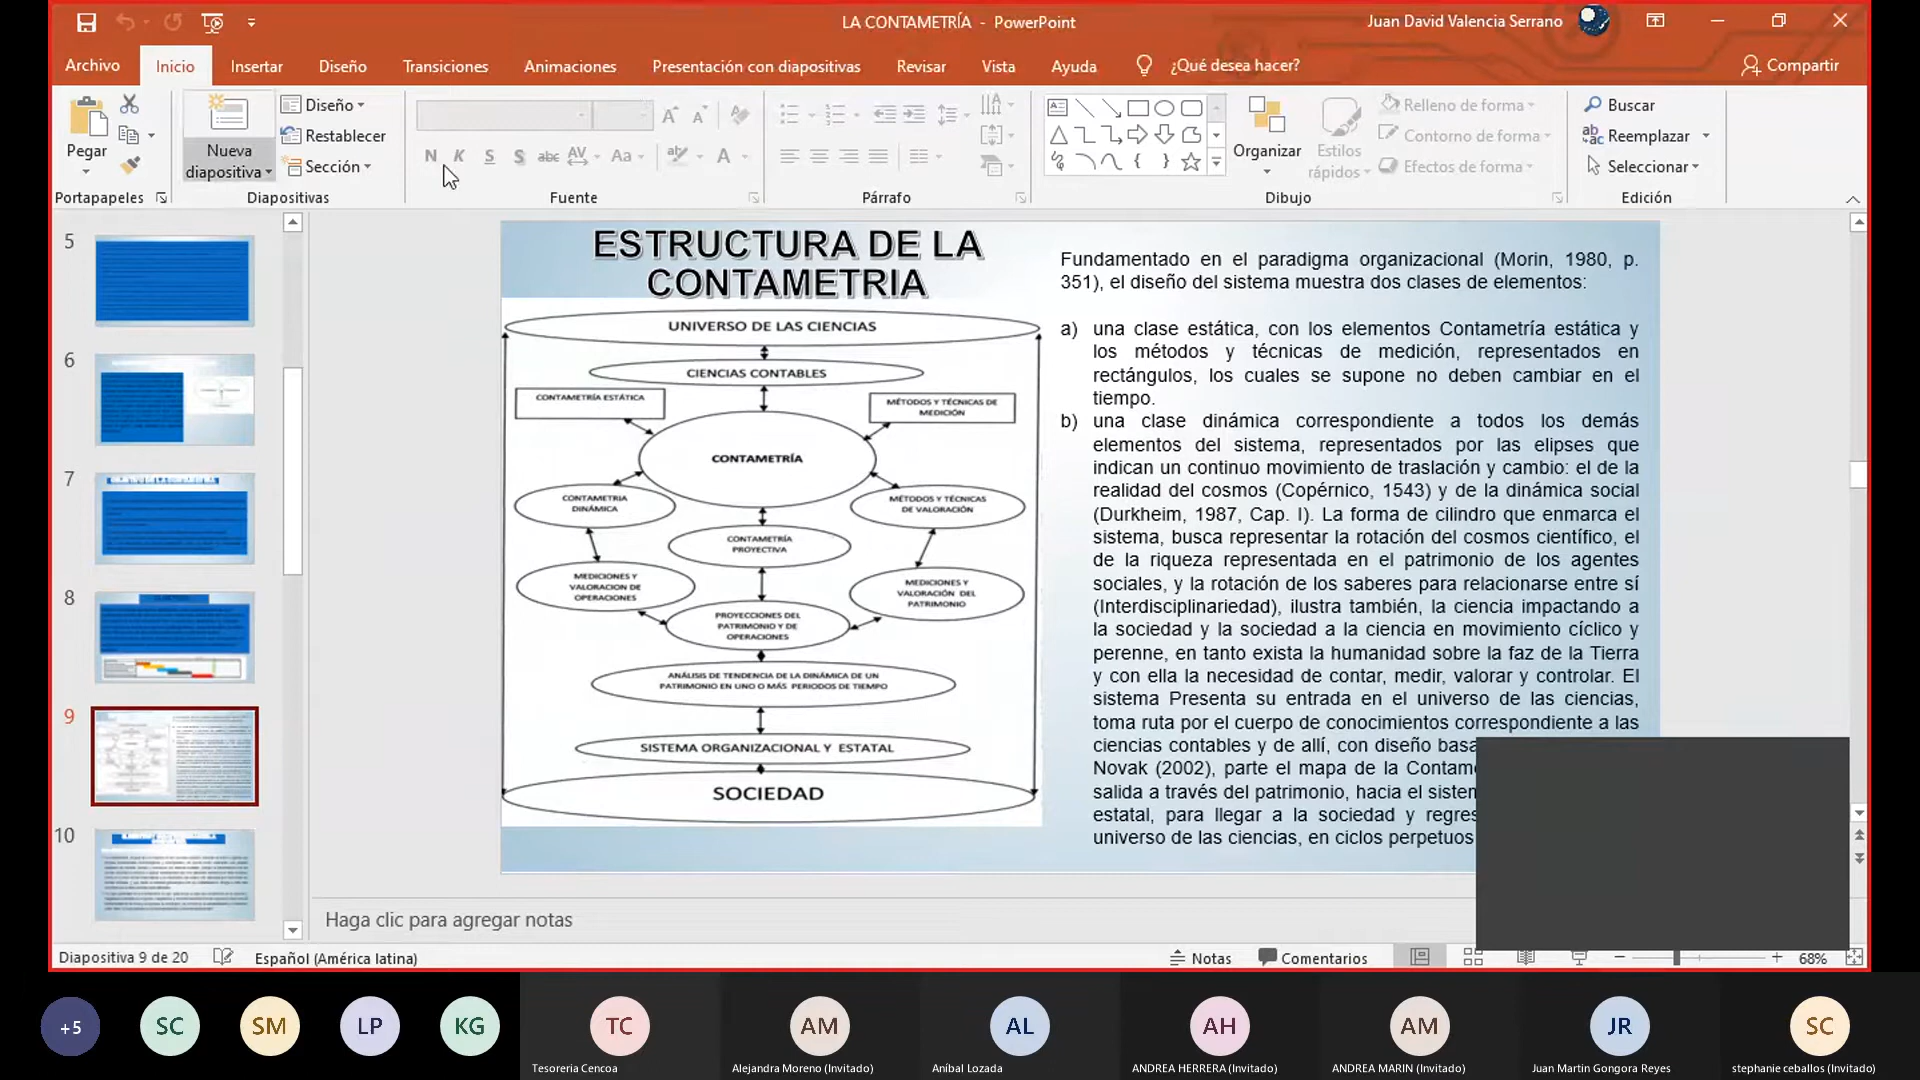 LA CONTAMETRÍA - PowerPoint
Juan David Valencia Serrano
Archivo
Inicio
Insertar
Diseño
Transiciones
Animaciones
Presentación con diapositivas
Revisar
Vista
Ayuda
¿Qué desea hacer?
Compartir
Pegar
Nueva
diapositiva
Diseño
Restablecer
Sección
N K S S abc AV Aa A
Organizar
Estilos
rápidos
Relleno de forma
Contorno de forma
Efectos de forma
Buscar
Reemplazar
Seleccionar
Portapapeles
Diapositivas
Fuente
Párrafo
Dibujo
Edición
5
6
7
8
9
10
ESTRUCTURA DE LA
CONTAMETRIA
UNIVERSO DE LAS CIENCIAS
CIENCIAS CONTABLES
CONTAMETRÍA ESTÁTICA
MÉTODOS Y TÉCNICAS DE
MEDICIÓN
CONTAMETRÍA
CONTAMETRIA
DINÁMICA
MÉTODOS Y TÉCNICAS
DE VALORACIÓN
CONTAMETRÍA
PROYECTIVA
MEDICIONES Y
VALORACION DE
OPERACIONES
MEDICIONES Y
VALORACIÓN DEL
PATRIMONIO
PROYECCIONES DEL
PATRIMONIO Y DE
OPERACIONES
ANÁLISIS DE TENDENCIA DE LA DINÁMICA DE UN
PATRIMONIO EN UNO O MÁS PERIODOS DE TIEMPO
SISTEMA ORGANIZACIONAL Y ESTATAL
SOCIEDAD
Fundamentado en el paradigma organizacional (Morin, 1980, p.
351), el diseño del sistema muestra dos clases de elementos:
a) una clase estática, con los elementos Contametría estática y
los métodos y técnicas de medición, representados en
rectángulos, los cuales se supone no deben cambiar en el
tiempo.
b) una clase dinámica correspondiente a todos los demás
elementos del sistema, representados por las elipses que
indican un continuo movimiento de traslación y cambio: el de la
realidad del cosmos (Copérnico, 1543) y de la dinámica social
(Durkheim, 1987, Cap. I). La forma de cilindro que enmarca el
sistema, busca representar la rotación del cosmos científico, el
de la riqueza representada en el patrimonio de los agentes
sociales, y la rotación de los saberes para relacionarse entre sí
(Interdisciplinariedad), ilustra también, la ciencia impactando a
la sociedad y la sociedad a la ciencia en movimiento cíclico y
perenne, en tanto exista la humanidad sobre la faz de la Tierra
y con ella la necesidad de contar, medir, valorar y controlar. El
sistema Presenta su entrada en el universo de las ciencias,
toma ruta por el cuerpo de conocimientos correspondiente a las
ciencias contables y de allí, con diseño
Novak (2002), parte el mapa de la
salida a través del patrimonio, hacia el
estatal, para llegar a la sociedad y
universo de las ciencias, en ciclos perpetuos
Haga clic para agregar notas
Diapositiva 9 de 20
Español (América latina)
Notas
Comentarios
68%
+5
SC
SM
LP
KG
TC
AM
AL
AH
AM
JR
SC
Tesoreria Cencoa
Alejandra Moreno (Invitado)
Aníbal Lozada
ANDREA HERRERA (Invitado)
ANDREA MARIN (Invitado)
Juan Martin Gongora Reyes
stephanie ceballos (Invitado)